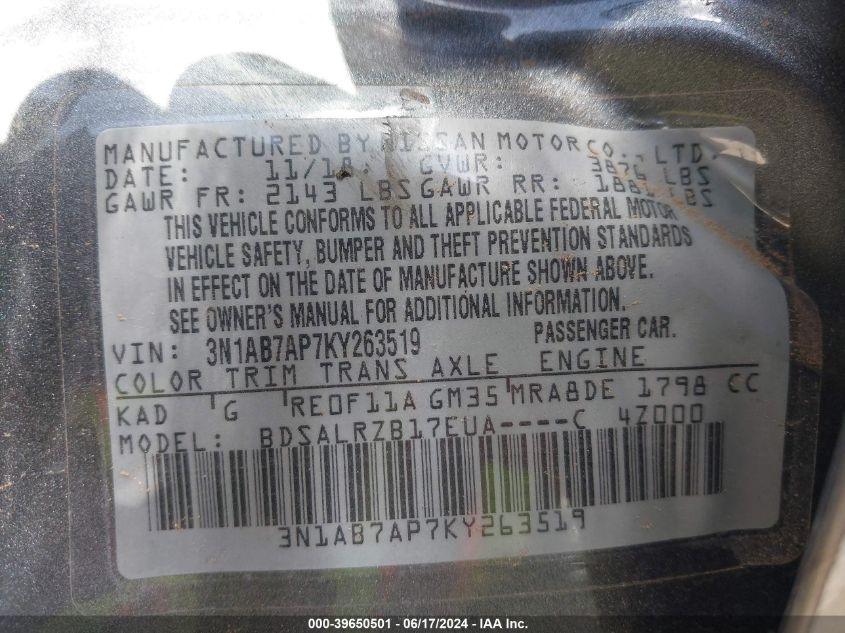 MANUFACTURED BY NISSAN MOTOR CO., LTD.
DATE: 11/18 GVWR: 3876 LBS
GAWR FR: 2143 LBS GAWR RR: LBS
THIS VEHICLE CONFORMS TO ALL APPLICABLE FEDERAL MOTOR
VEHICLE SAFETY, BUMPER AND THEFT PREVENTION STANDARDS
IN EFFECT ON THE DATE OF MANUFACTURE SHOWN ABOVE.
SEE OWNER'S MANUAL FOR ADDITIONAL INFORMATION.
VIN: 3N1AB7AP7KY263519 PASSENGER CAR.
COLOR TRIM TRANS AXLE ENGINE
KAD G RE0F11A GM35 MRA8DE 1798 CC
MODEL: BDSALRZB17EUA----C 4Z000
3N1AB7AP7KY263519
000-39650501 - 06/17/2024 - IAA Inc.